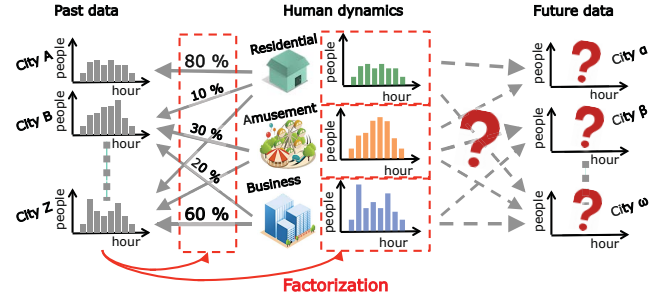 Past data
Human dynamics
Future data
City A
people
hour
80 %
Residential
people
hour
people
hour
City α
10 %
City B
people
hour
30 %
Amusement
people
hour
?
people
hour
City β
20 %
City Z
people
hour
60 %
Business
people
hour
people
hour
City ω
?
?
?
Factorization